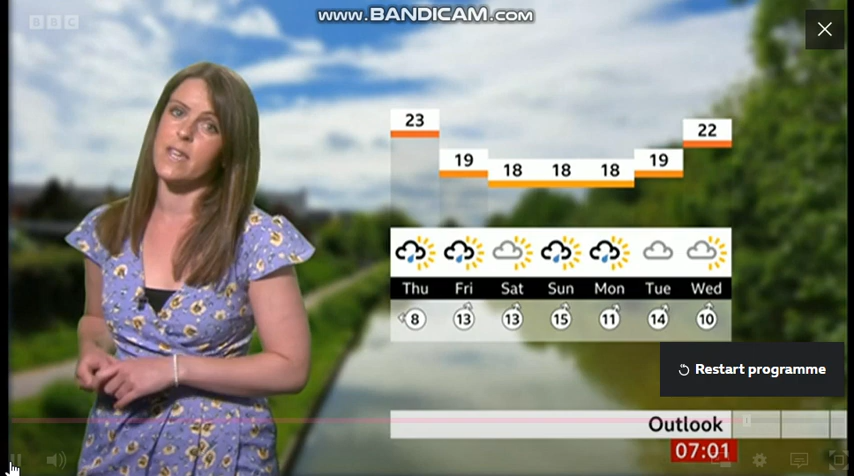 BBC
www.BANDICAM.com
23
19
18
18
18
19
22
Thu Fri Sat Sun Mon Tue Wed
8 13 13 15 11 14 10
Restart programme
Outlook
07:01